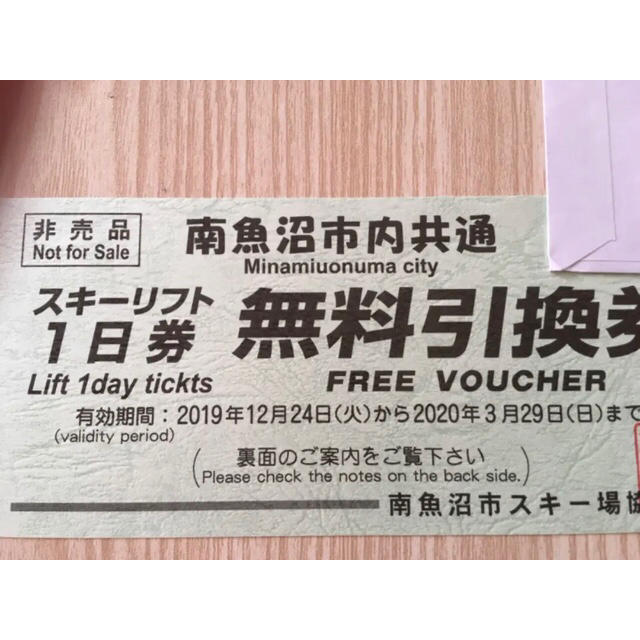 非売品
Not for Sale
南魚沼市内共通
Minamiuonuma city
スキーリフト
1日券
Lift 1day tickts
無料引換券
FREE VOUCHER
有効期間：2019年12月24日(火)から2020年3月29日(日)まで
(validity period)
裏面のご案内をご覧下さい
(Please check the notes on the back side.)
南魚沼市スキー場協